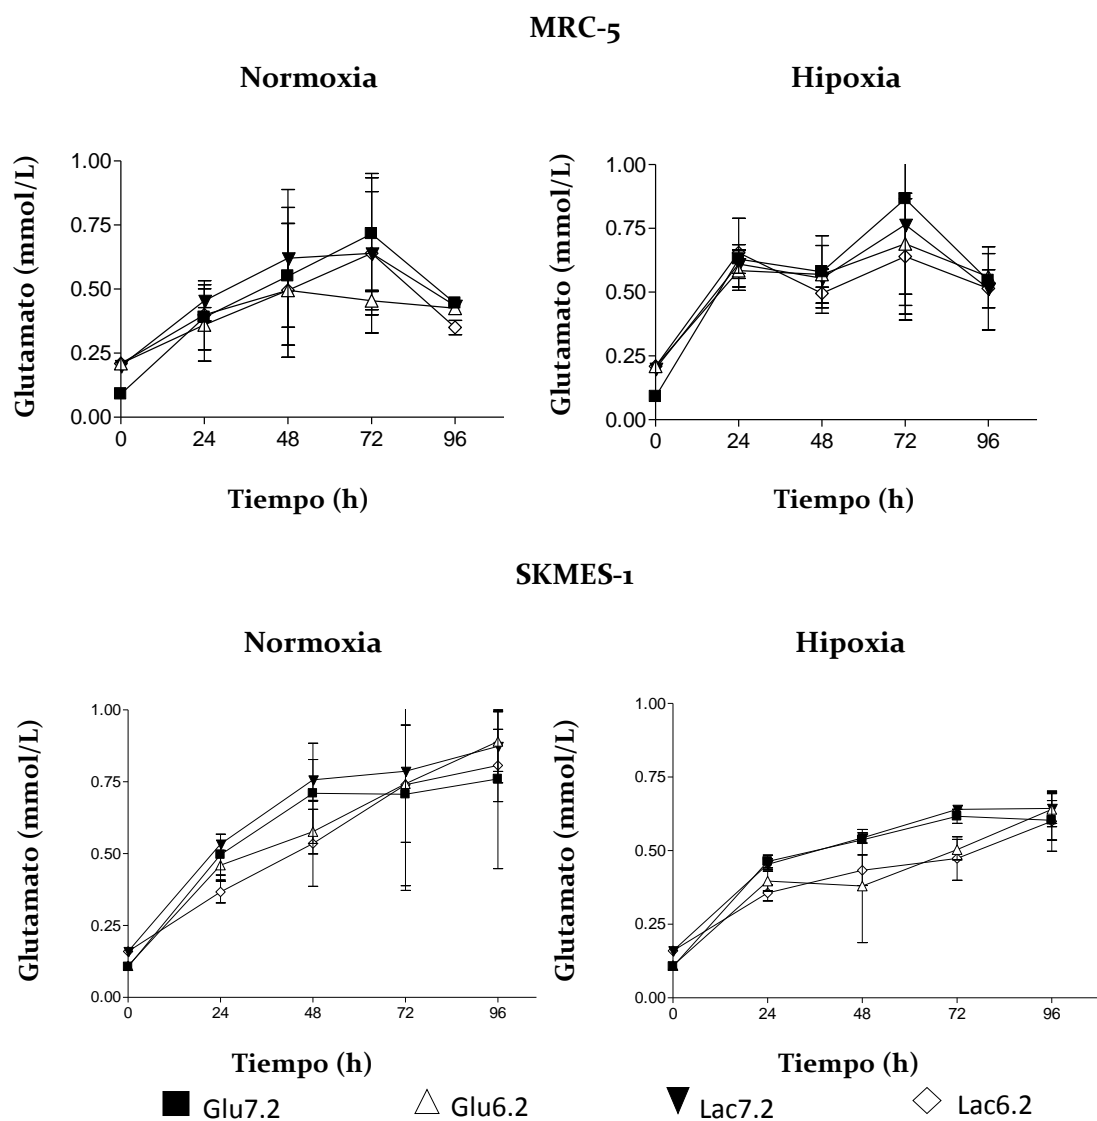 MRC-5
Normoxia Hipoxia
Glutamato (mmol/L)
1.00
0.75
0.50
0.25
0.00
0 24 48 72 96
Tiempo (h)
Glutamato (mmol/L)
1.00
0.75
0.50
0.25
0.00
0 24 48 72 96
Tiempo (h)
SKMES-1
Normoxia Hipoxia
Glutamato (mmol/L)
1.00
0.75
0.50
0.25
0.00
0 24 48 72 96
Tiempo (h)
Glutamato (mmol/L)
1.00
0.75
0.50
0.25
0.00
0 24 48 72 96
Tiempo (h)
Glu7.2 Glu6.2 Lac7.2 Lac6.2